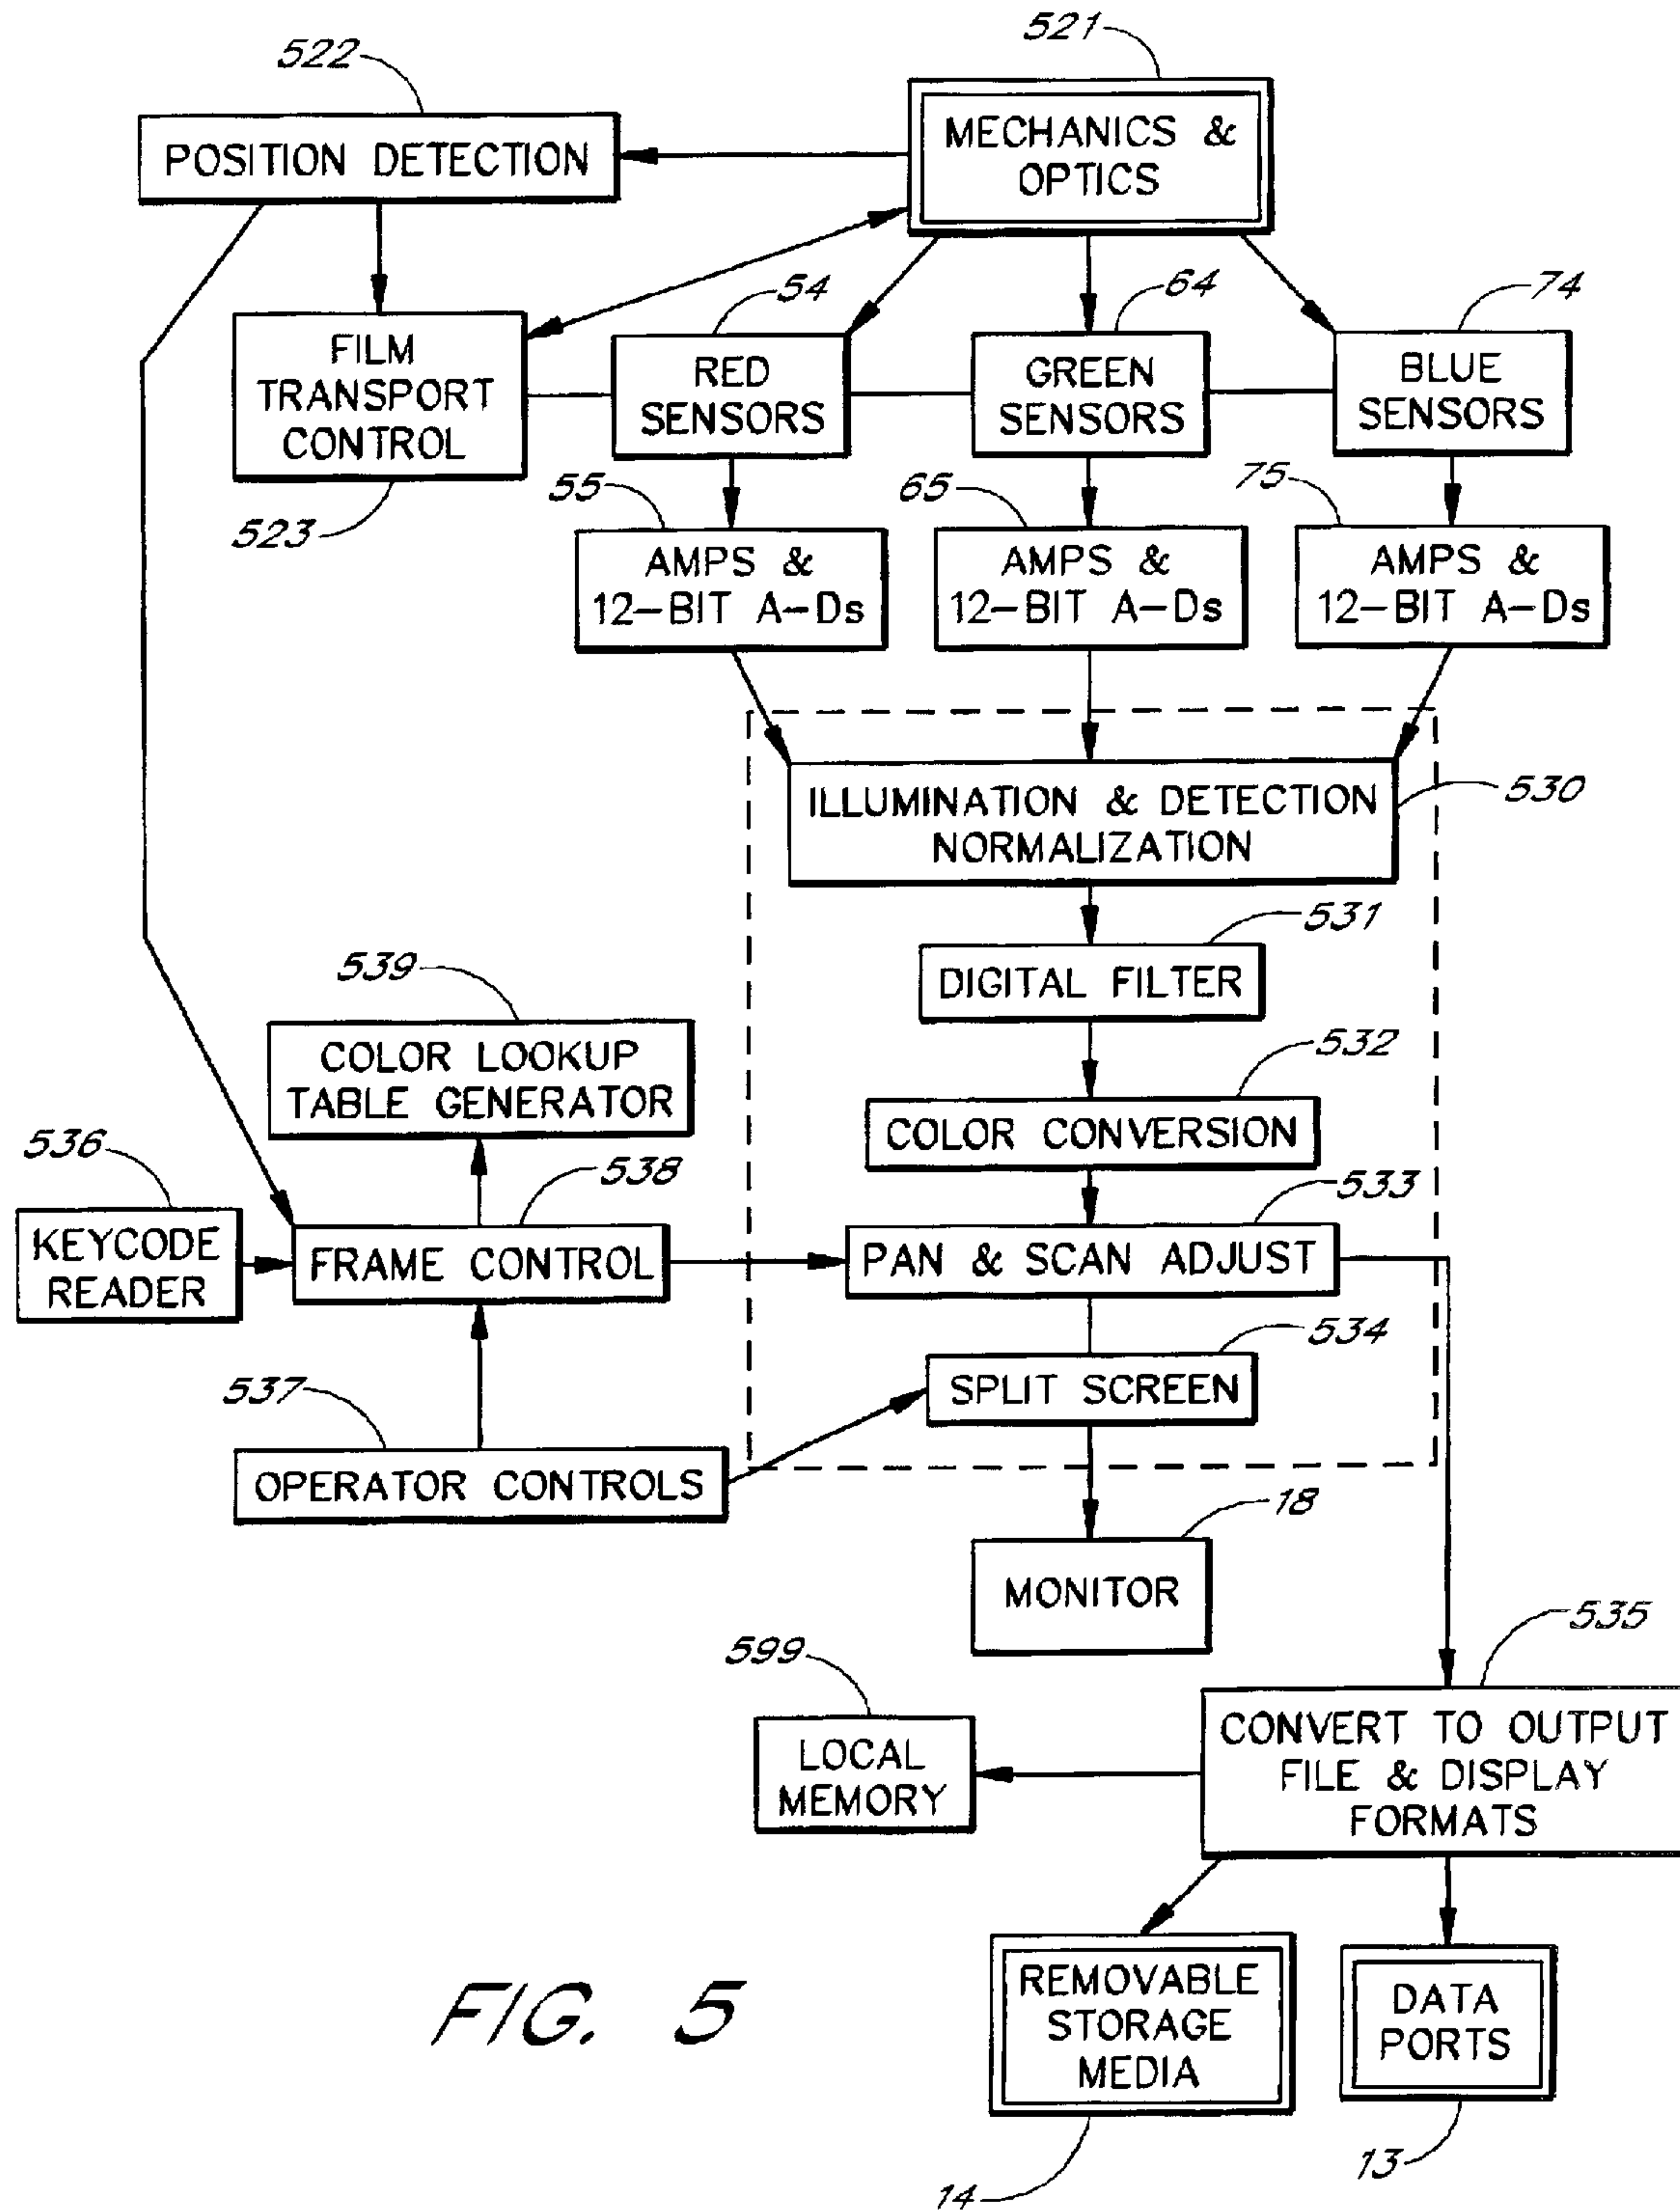 521
522
MECHANICS &
OPTICS
POSITION DETECTION
54
64
74
FILM
TRANSPORT
CONTROL
RED
SENSORS
GREEN
SENSORS
BLUE
SENSORS
523
55
65
75
AMPS &
12-BIT A-Ds
AMPS &
12-BIT A-Ds
AMPS &
12-BIT A-Ds
ILLUMINATION & DETECTION
NORMALIZATION
530
531
DIGITAL FILTER
539
COLOR LOOKUP
TABLE GENERATOR
532
COLOR CONVERSION
536
538
533
KEYCODE
READER
FRAME CONTROL
PAN & SCAN ADJUST
534
SPLIT SCREEN
537
OPERATOR CONTROLS
18
MONITOR
535
599
LOCAL
MEMORY
CONVERT TO OUTPUT
FILE & DISPLAY
FORMATS
REMOVABLE
STORAGE
MEDIA
DATA
PORTS
FIG. 5
14
13